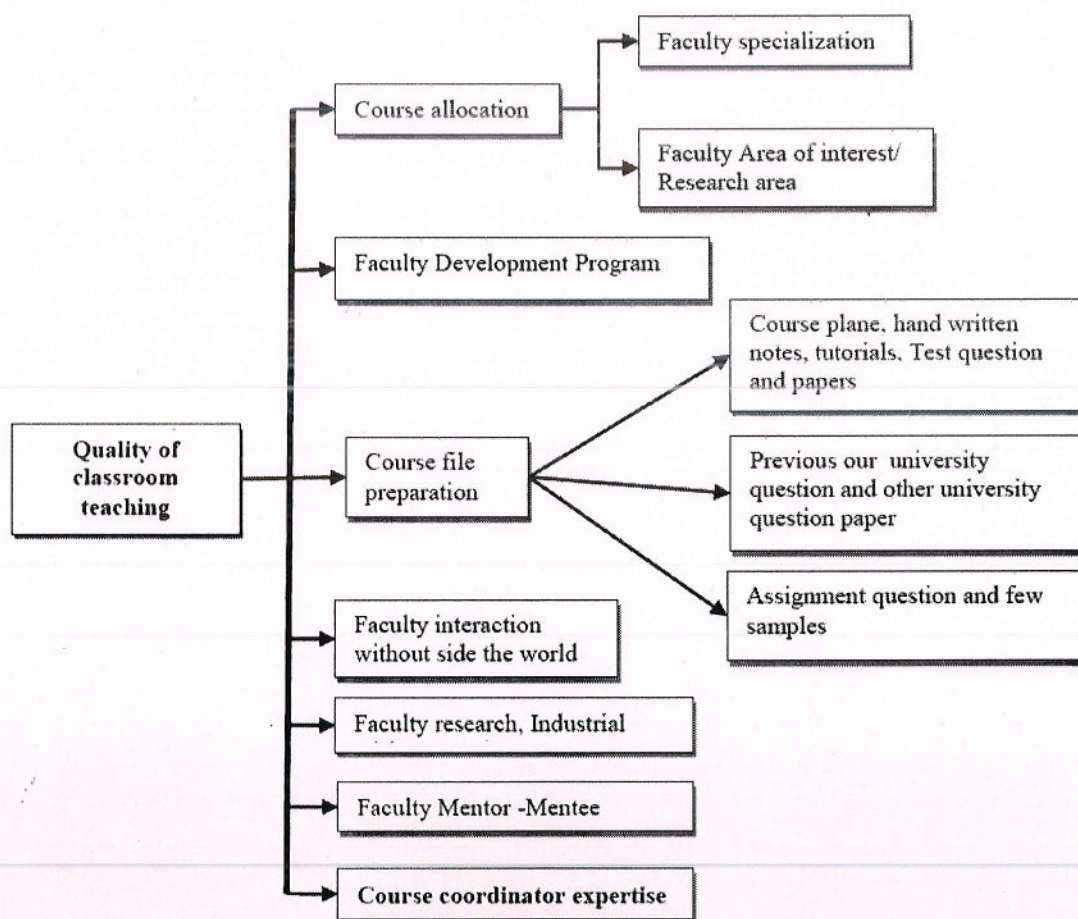 Faculty specialization
Course allocation
Faculty Area of interest/
Research area
Faculty Development Program
Course plane, hand written
notes, tutorials, Test question
and papers
Quality of
classroom
teaching
Course file
preparation
Previous our university
question and other university
question paper
Assignment question and few
samples
Faculty interaction
without side the world
Faculty research, Industrial
Faculty Mentor -Mentee
Course coordinator expertise